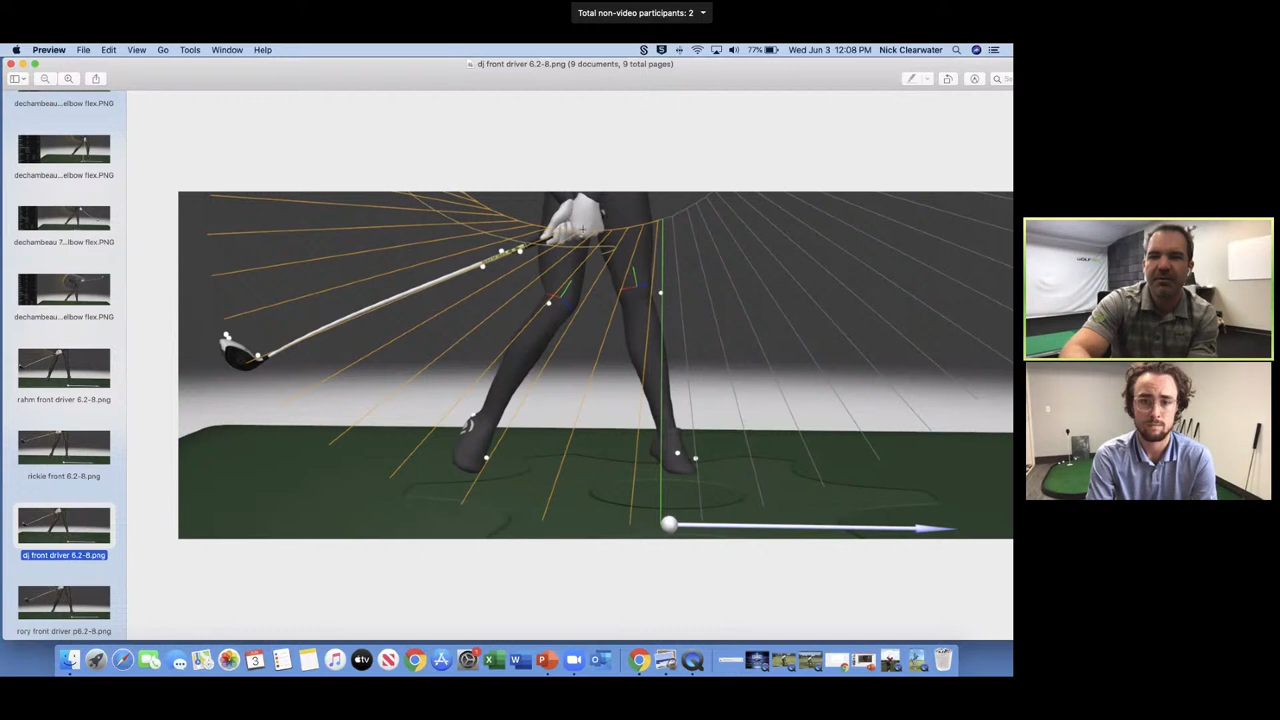 Total non-video participants: 2
Preview File Edit View Go Tools Window Help
77% Wed Jun 3 12:08 PM Nick Clearwater
dj front driver 6.2-8.png (9 documents, 9 total pages)
dechambeau...elbow flex.PNG
dechambeau...elbow flex.PNG
dechambeau 7...elbow flex.PNG
dechambeau...elbow flex.PNG
rahm front driver 6.2-8.png
rickie front 6.2-8.png
dj front driver 6.2-8.png
rory front driver p6.2-8.png